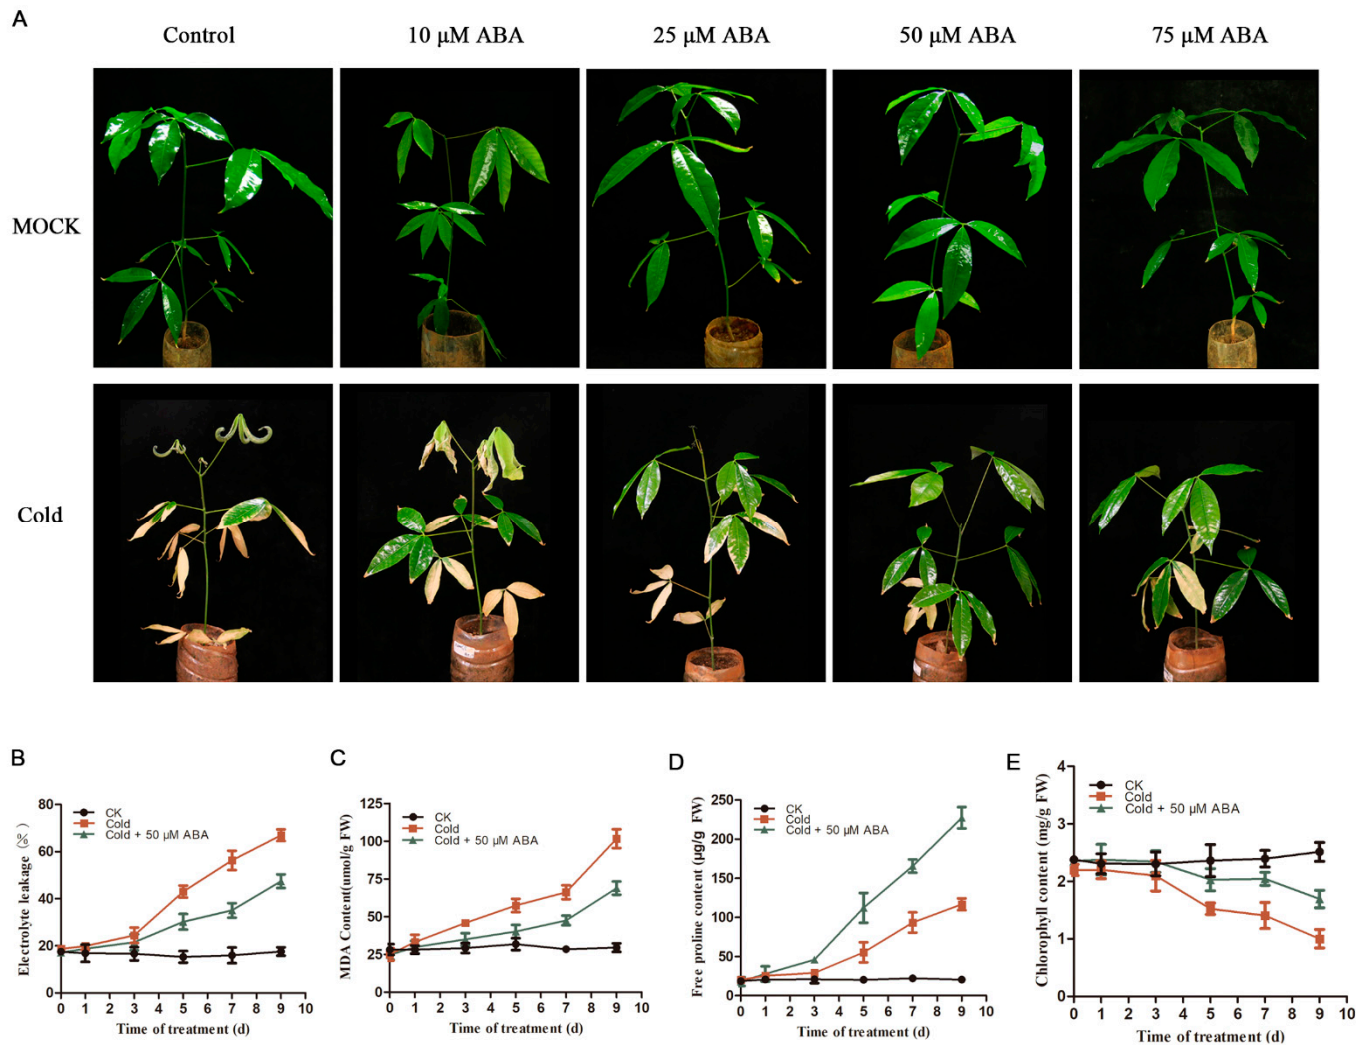 A
Control 10 μM ABA 25 μM ABA 50 μM ABA 75 μM ABA
MOCK
Cold
B
Electrolyte leakage (%)
80
60
40
20
0
CK
Cold
Cold + 50 μM ABA
0 1 2 3 4 5 6 7 8 9 10
Time of treatment (d)
C
MDA Content(umol/g FW)
125
100
75
50
25
0
CK
Cold
Cold + 50 μM ABA
0 1 2 3 4 5 6 7 8 9 10
Time of treatment (d)
D
Free proline content (μg/g FW)
250
200
150
100
50
0
CK
Cold
Cold + 50 μM ABA
0 1 2 3 4 5 6 7 8 9 10
Time of treatment (d)
E
Chlorophyll content (mg/g FW)
4
3
2
1
0
CK
Cold
Cold + 50 μM ABA
0 1 2 3 4 5 6 7 8 9 10
Time of treatment (d)